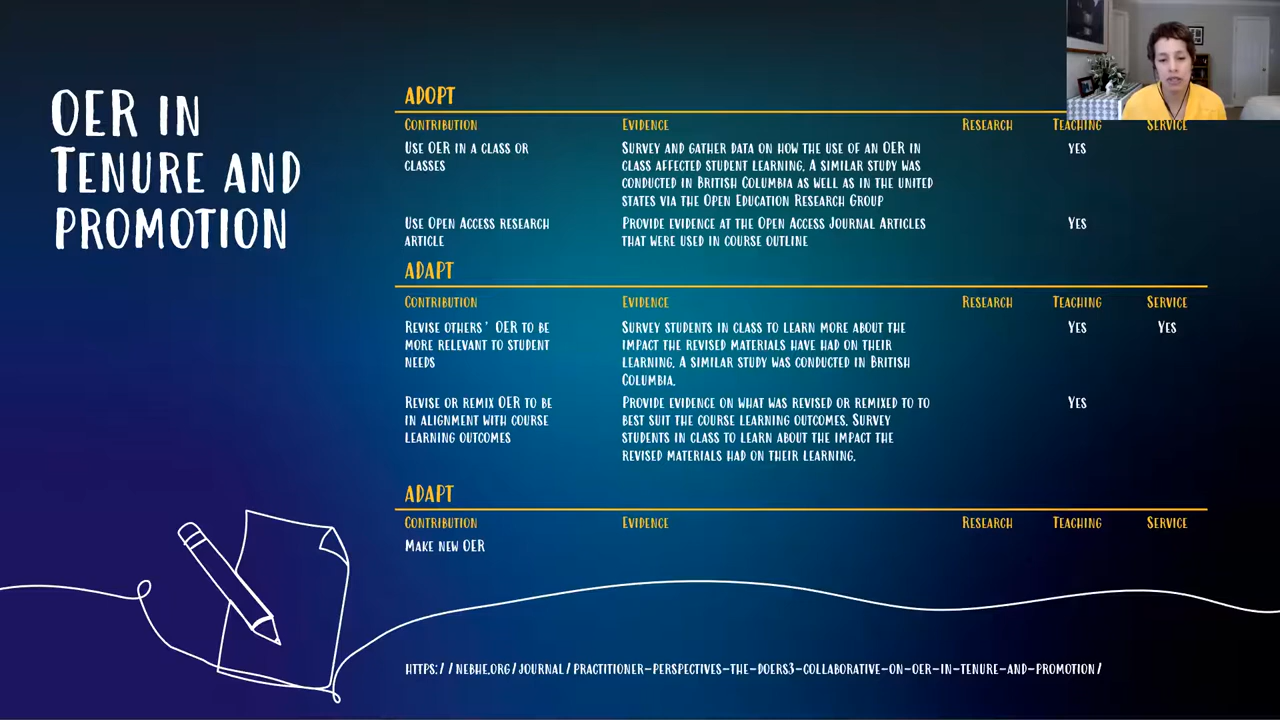 OER in
Tenure and
promotion
ADOPT
Contribution Evidence Research Teaching Service
Use OER in a class or
classes
Survey and gather data on how the use of an OER in
class affected student learning. A similar study was
conducted in British Columbia as well as in the united
states via the Open Education Research Group
Yes
Use Open Access research
article
Provide evidence at the Open Access Journal Articles
that were used in course outline
Yes
ADAPT
Contribution Evidence Research Teaching Service
Revise others' OER to be
more relevant to student
needs
Survey students in class to learn more about the
impact the revised materials have had on their
learning. A similar study was conducted in British
Columbia.
Yes Yes
Revise or remix OER to be
in alignment with course
learning outcomes
Provide evidence on what was revised or remixed to to
best suit the course learning outcomes. Survey
students in class to learn about the impact the
revised materials had on their learning.
Yes
ADAPT
Contribution Evidence Research Teaching Service
Make new OER
https://nebhe.org/journal/practitioner-perspectives-the-doers3-collaborative-on-oer-in-tenure-and-promotion/